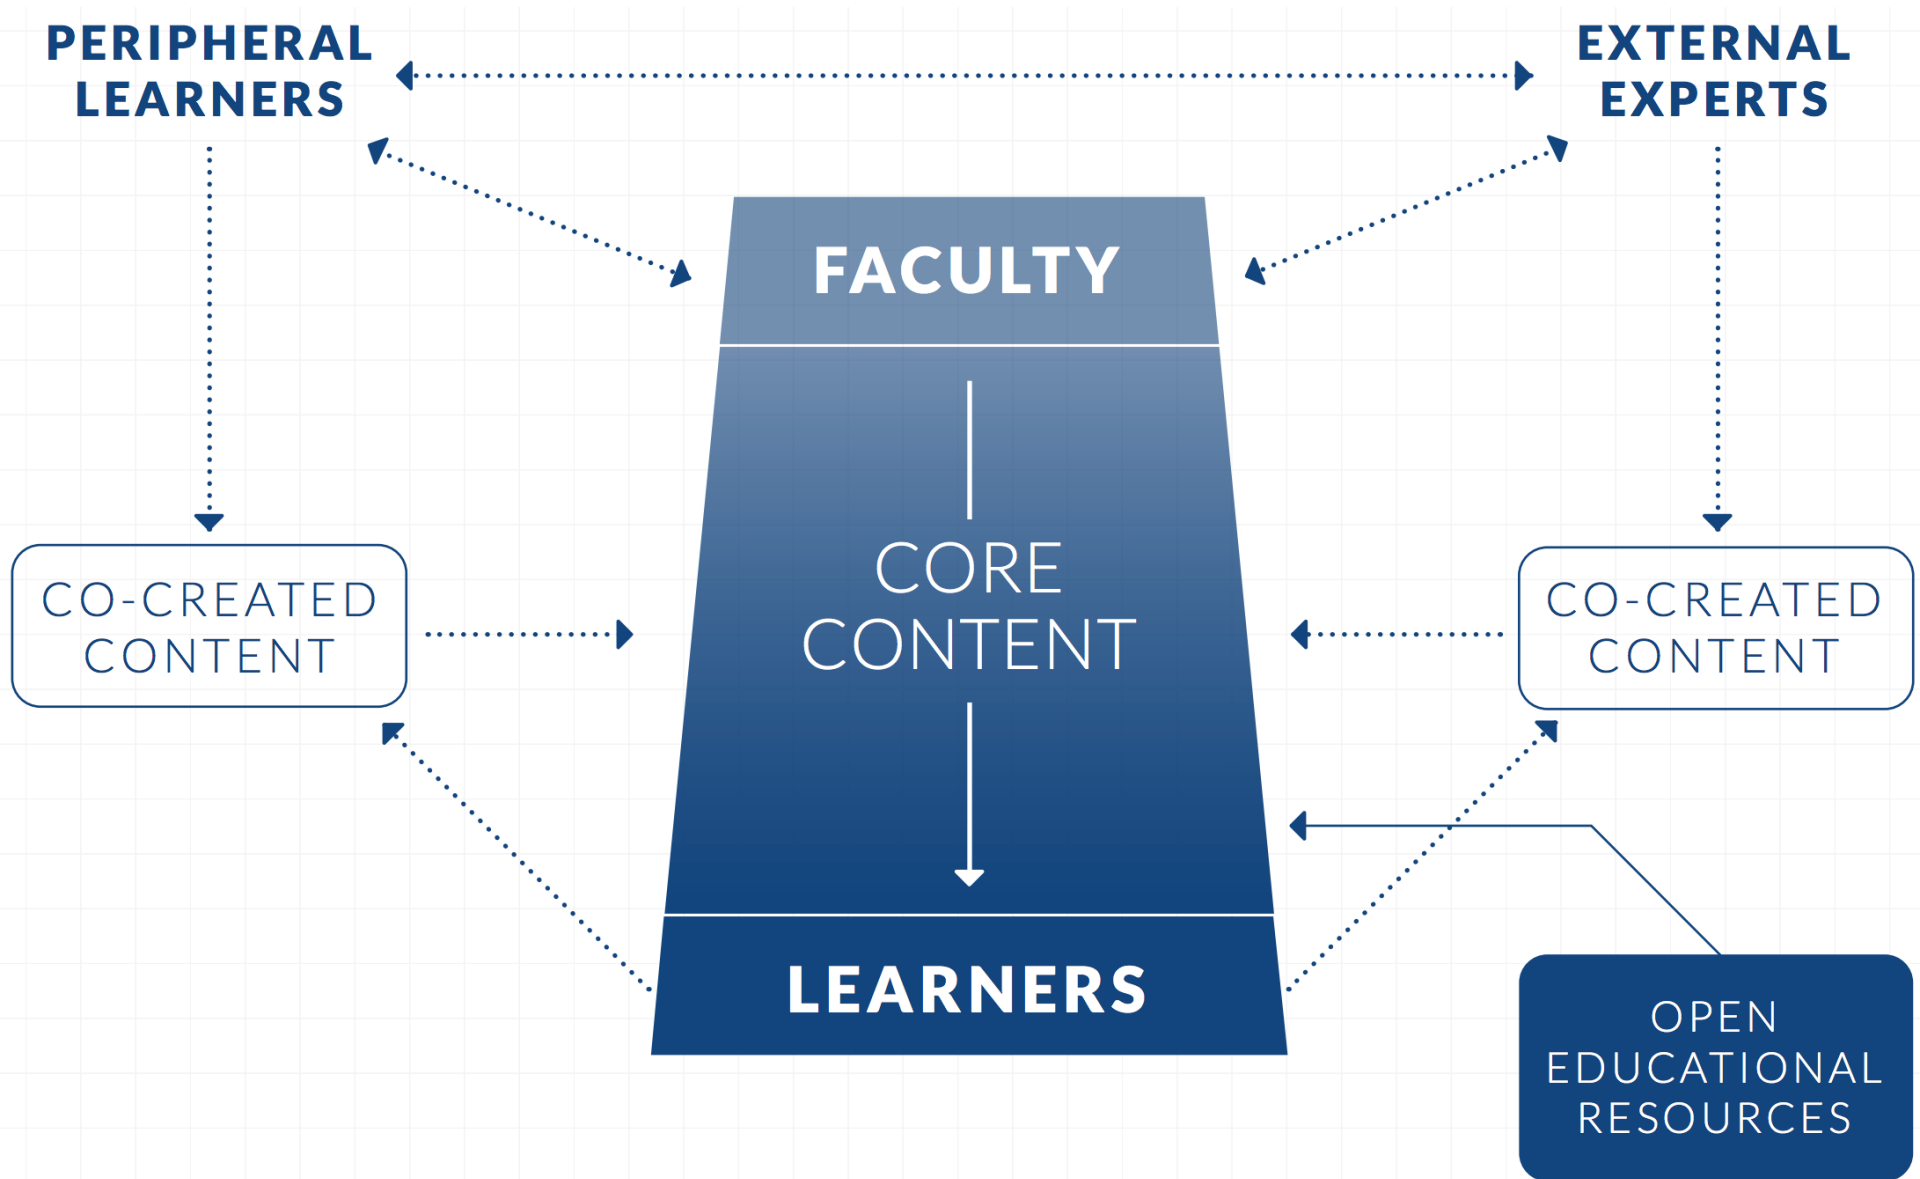 PERIPHERAL
LEARNERS
EXTERNAL
EXPERTS
FACULTY
CORE
CONTENT
CO-CREATED
CONTENT
CO-CREATED
CONTENT
LEARNERS
OPEN
EDUCATIONAL
RESOURCES